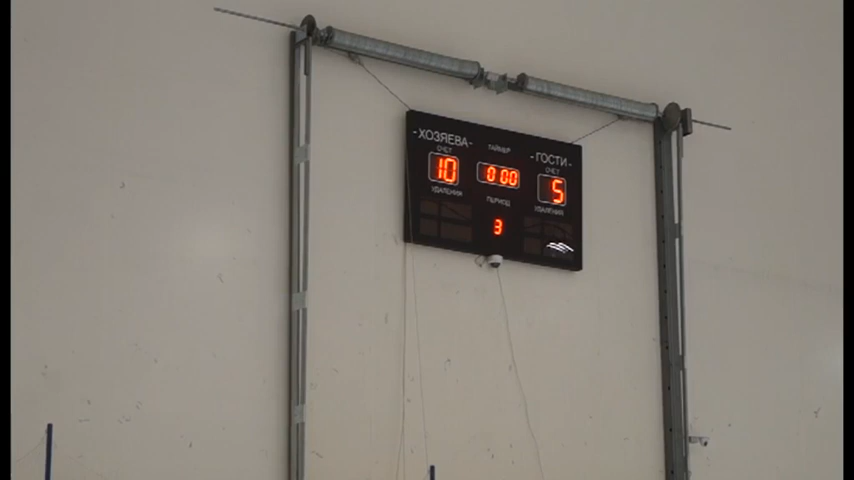 -ХОЗЯЕВА-
СЧЕТ
10
УДАЛЕНИЯ
ТАЙМЕР
0 00
ПЕРИОД
3
-ГОСТИ-
СЧЕТ
5
УДАЛЕНИЯ